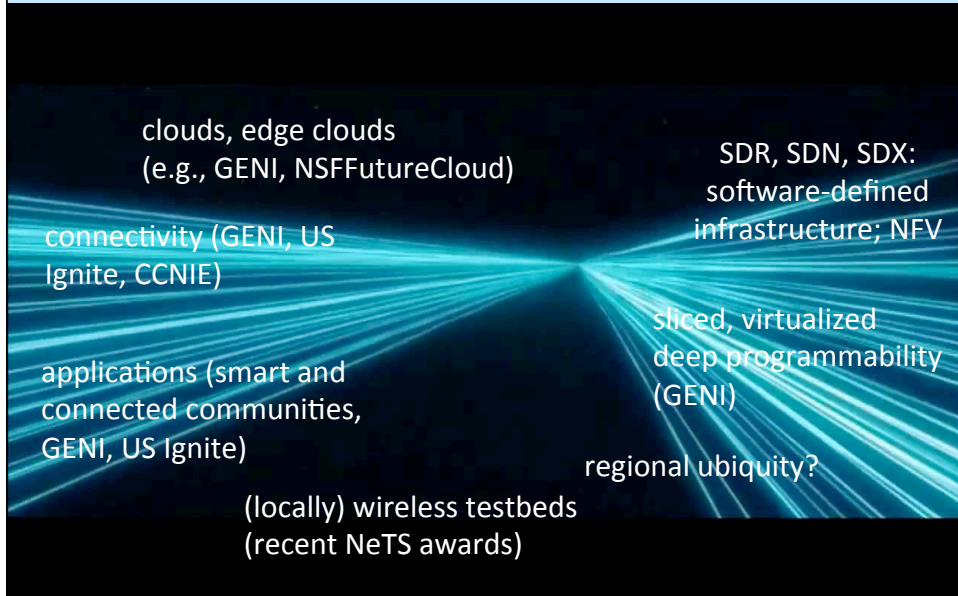 clouds, edge clouds
(e.g., GENI, NSFFutureCloud)
SDR, SDN, SDX:
software-defined
infrastructure; NFV
connectivity (GENI, US
Ignite, CCNIE)
sliced, virtualized
deep programmability
(GENI)
applications (smart and
connected communities,
GENI, US Ignite)
regional ubiquity?
(locally) wireless testbeds
(recent NeTS awards)